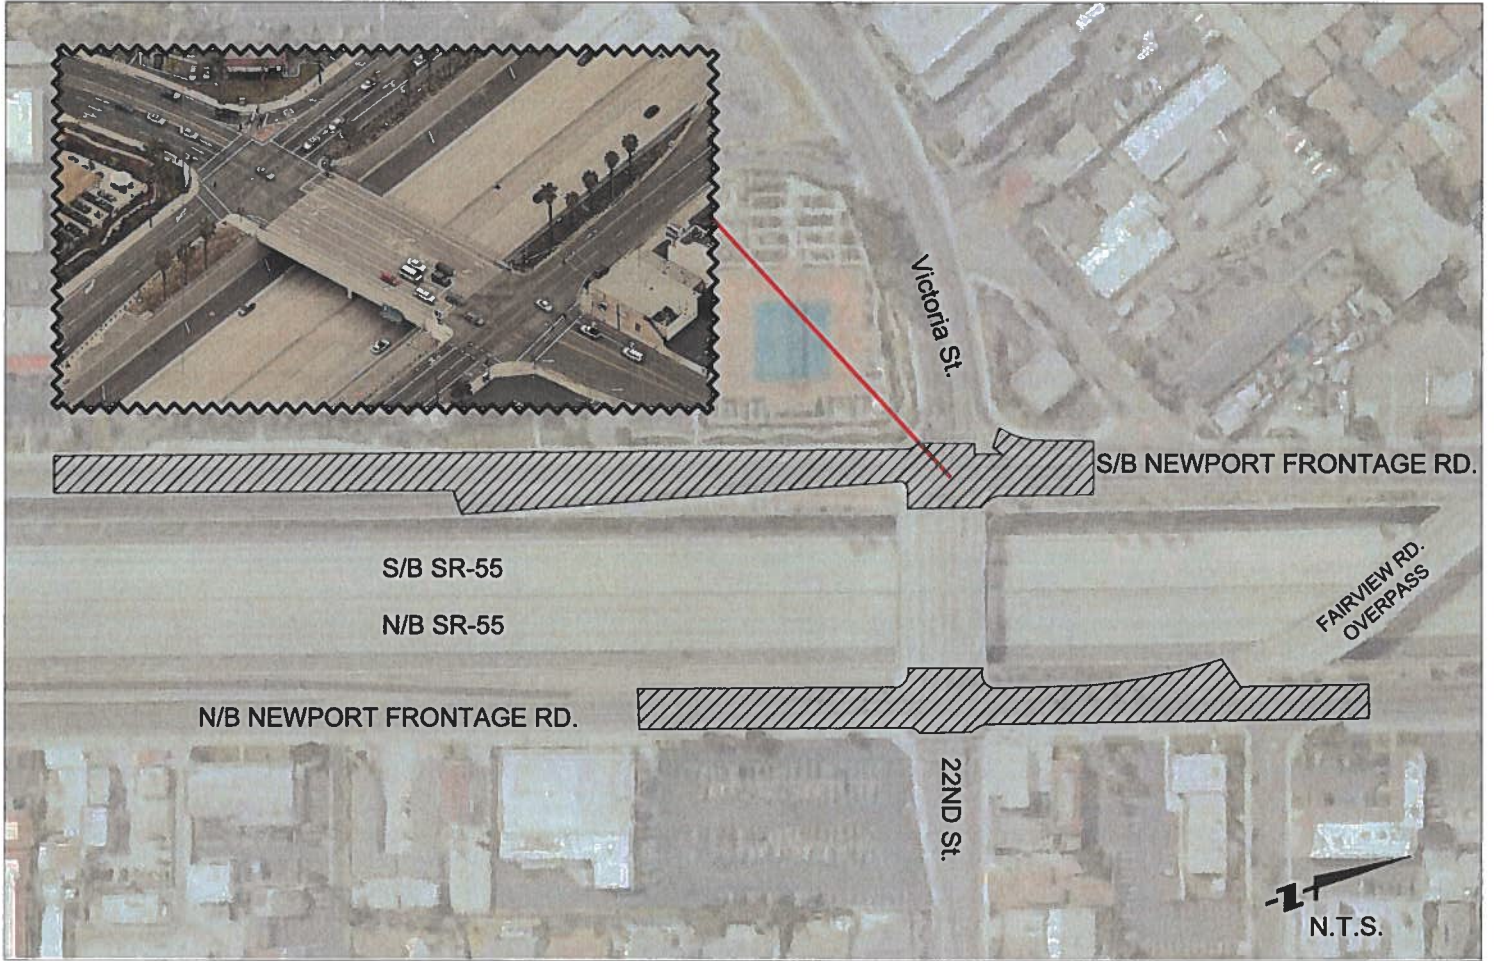 Victoria St.
S/B NEWPORT FRONTAGE RD.
S/B SR-55
N/B SR-55
FAIRVIEW RD.
OVERPASS
N/B NEWPORT FRONTAGE RD.
22ND St.
Z
N.T.S.